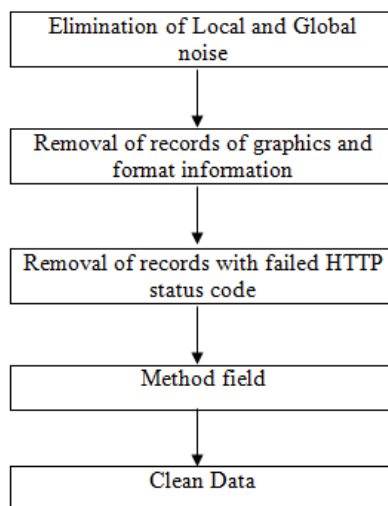 Elimination of Local and Global
noise
Removal of records of graphics and
format information
Removal of records with failed HTTP
status code
Method field
Clean Data